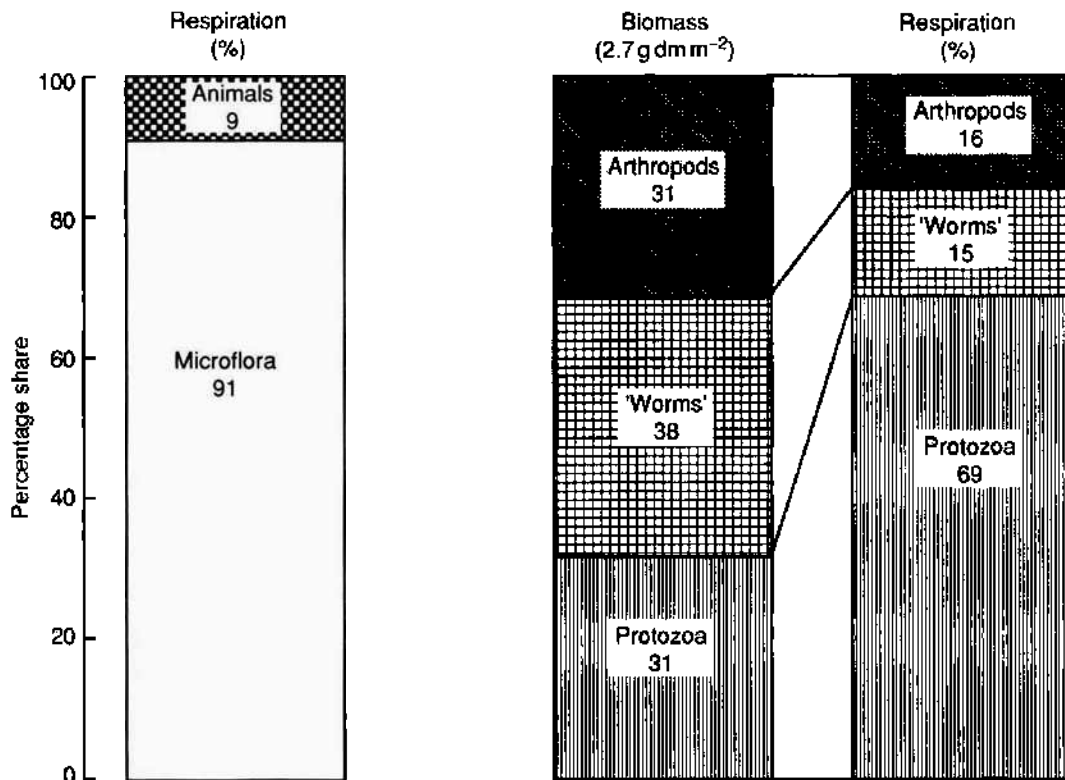 Respiration
(%)
Biomass
(2.7 g dm m⁻²)
Respiration
(%)
Percentage share
100
80
60
40
20
0
Animals
9
Microflora
91
Arthropods
31
'Worms'
38
Protozoa
31
Arthropods
16
'Worms'
15
Protozoa
69